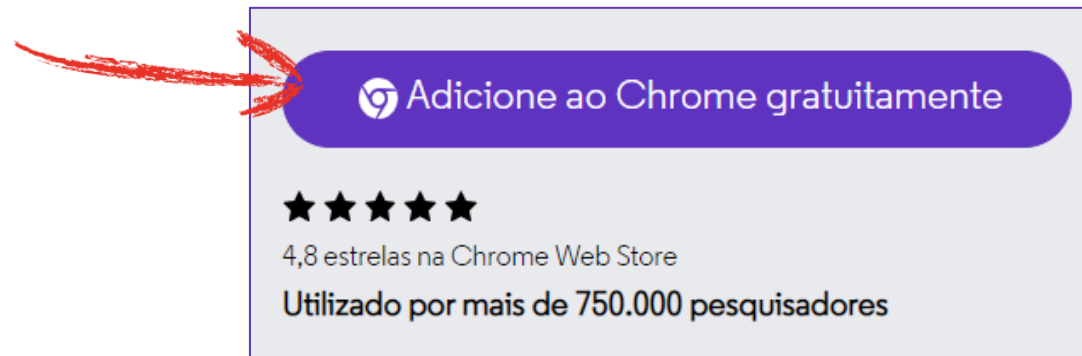 Adicione ao Chrome gratuitamente
4,8 estrelas na Chrome Web Store
Utilizado por mais de 750.000 pesquisadores